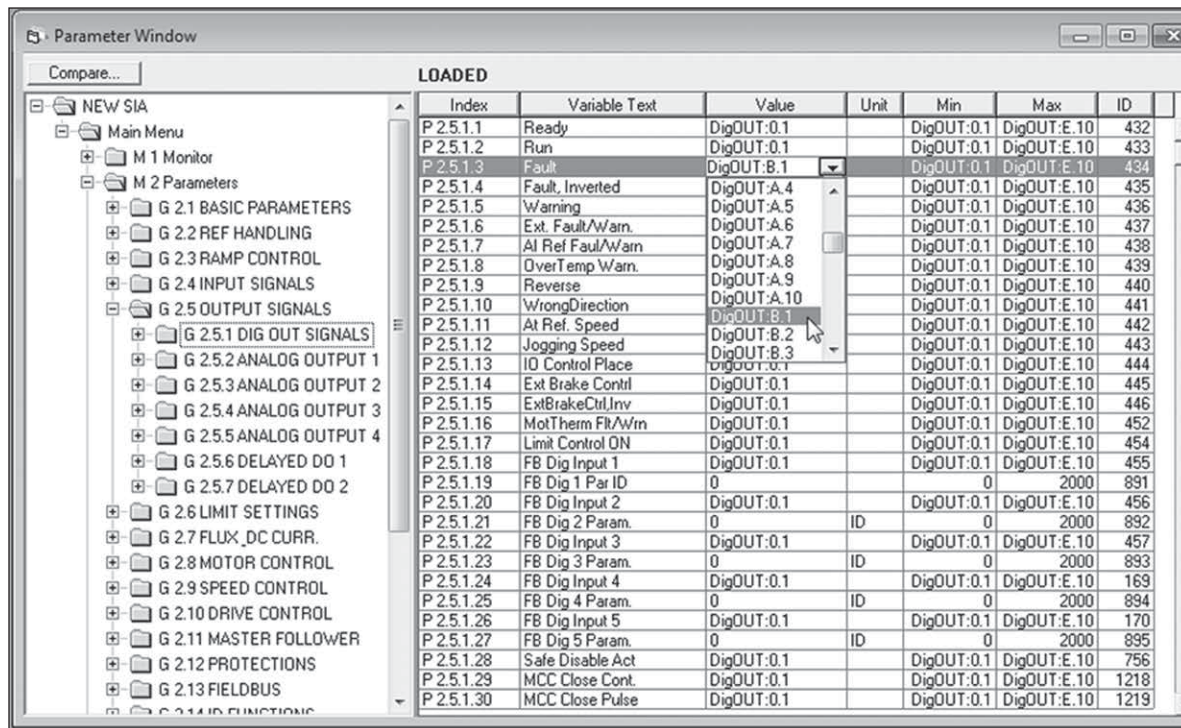 Parameter Window
Compare...
LOADED
NEW SIA
Main Menu
M 1 Monitor
M 2 Parameters
G 2.1 BASIC PARAMETERS
G 2.2 REF HANDLING
G 2.3 RAMP CONTROL
G 2.4 INPUT SIGNALS
G 2.5 OUTPUT SIGNALS
G 2.5.1 DIG OUT SIGNALS
G 2.5.2 ANALOG OUTPUT 1
G 2.5.3 ANALOG OUTPUT 2
G 2.5.4 ANALOG OUTPUT 3
G 2.5.5 ANALOG OUTPUT 4
G 2.5.6 DELAYED DO 1
G 2.5.7 DELAYED DO 2
G 2.6 LIMIT SETTINGS
G 2.7 FLUX_DC CURR.
G 2.8 MOTOR CONTROL
G 2.9 SPEED CONTROL
G 2.10 DRIVE CONTROL
G 2.11 MASTER FOLLOWER
G 2.12 PROTECTIONS
G 2.13 FIELDBUS
G 2.14 ID FUNCTIONS
Index Variable Text Value Unit Min Max ID
P 2.5.1.1 Ready DigOUT:0.1 DigOUT:0.1 DigOUT:E.10 432
P 2.5.1.2 Run DigOUT:0.1 DigOUT:0.1 DigOUT:E.10 433
P 2.5.1.3 Fault DigOUT:B.1 DigOUT:0.1 DigOUT:E.10 434
P 2.5.1.4 Fault, Inverted DigOUT:A.4 DigOUT:0.1 DigOUT:E.10 435
P 2.5.1.5 Warning DigOUT:A.5 DigOUT:0.1 DigOUT:E.10 436
P 2.5.1.6 Ext. Fault/Warn. DigOUT:A.6 DigOUT:0.1 DigOUT:E.10 437
P 2.5.1.7 AI Ref Faul/Warn DigOUT:A.7 DigOUT:0.1 DigOUT:E.10 438
P 2.5.1.8 OverTemp Warn. DigOUT:A.8 DigOUT:0.1 DigOUT:E.10 439
P 2.5.1.9 Reverse DigOUT:A.9 DigOUT:0.1 DigOUT:E.10 440
P 2.5.1.10 WrongDirection DigOUT:A.10 DigOUT:0.1 DigOUT:E.10 441
P 2.5.1.11 At Ref. Speed DigOUT:B.1 DigOUT:0.1 DigOUT:E.10 442
P 2.5.1.12 Jogging Speed DigOUT:B.2 DigOUT:0.1 DigOUT:E.10 443
DigOUT:B.3
P 2.5.1.13 IO Control Place DigOUT:0.1 DigOUT:0.1 DigOUT:E.10 444
P 2.5.1.14 Ext Brake Contrl DigOUT:0.1 DigOUT:0.1 DigOUT:E.10 445
P 2.5.1.15 ExtBrakeCtrl,Inv DigOUT:0.1 DigOUT:0.1 DigOUT:E.10 446
P 2.5.1.16 MotTherm Flt/Wrn DigOUT:0.1 DigOUT:0.1 DigOUT:E.10 452
P 2.5.1.17 Limit Control ON DigOUT:0.1 DigOUT:0.1 DigOUT:E.10 454
P 2.5.1.18 FB Dig Input 1 DigOUT:0.1 DigOUT:0.1 DigOUT:E.10 455
P 2.5.1.19 FB Dig 1 Par ID 0 0 2000 891
P 2.5.1.20 FB Dig Input 2 DigOUT:0.1 DigOUT:0.1 DigOUT:E.10 456
P 2.5.1.21 FB Dig 2 Param. 0 ID 0 2000 892
P 2.5.1.22 FB Dig Input 3 DigOUT:0.1 DigOUT:0.1 DigOUT:E.10 457
P 2.5.1.23 FB Dig 3 Param. 0 ID 0 2000 893
P 2.5.1.24 FB Dig Input 4 DigOUT:0.1 DigOUT:0.1 DigOUT:E.10 169
P 2.5.1.25 FB Dig 4 Param. 0 ID 0 2000 894
P 2.5.1.26 FB Dig Input 5 DigOUT:0.1 DigOUT:0.1 DigOUT:E.10 170
P 2.5.1.27 FB Dig 5 Param. 0 ID 0 2000 895
P 2.5.1.28 Safe Disable Act DigOUT:0.1 DigOUT:0.1 DigOUT:E.10 756
P 2.5.1.29 MCC Close Cont. DigOUT:0.1 DigOUT:0.1 DigOUT:E.10 1218
P 2.5.1.30 MCC Close Pulse DigOUT:0.1 DigOUT:0.1 DigOUT:E.10 1219